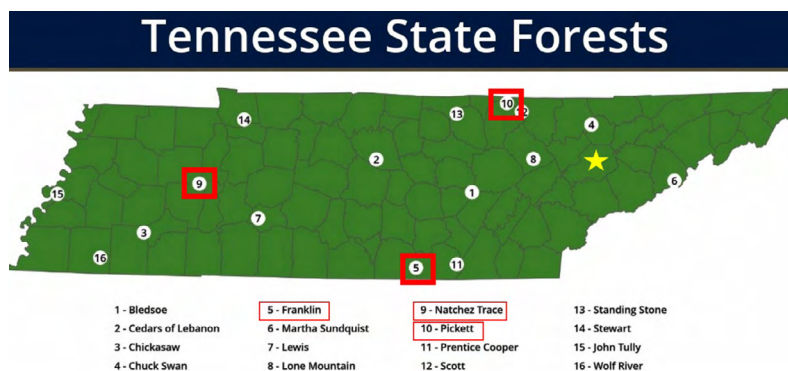 Tennessee State Forests
10
12
14
13
4
2
8
9
6
15
1
7
3
16
11
5
1 - Bledsoe
5 - Franklin
9 - Natchez Trace
13 - Standing Stone
2 - Cedars of Lebanon
6 - Martha Sundquist
10 - Pickett
14 - Stewart
3 - Chickasaw
7 - Lewis
11 - Prentice Cooper
15 - John Tully
4 - Chuck Swan
8 - Lone Mountain
12 - Scott
16 - Wolf River